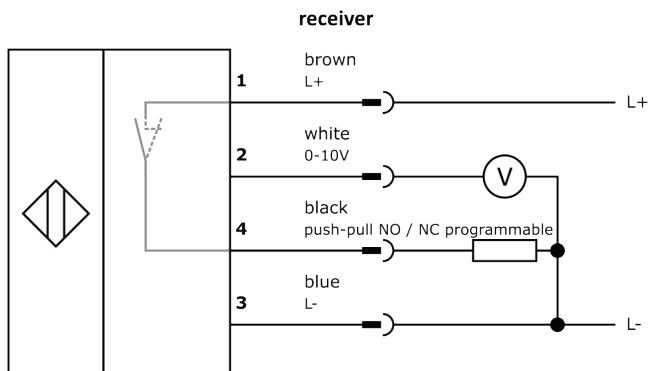 receiver
brown
1 L+
L+
white
2 0-10V
V
black
4 push-pull NO / NC programmable
blue
3 L-
L-